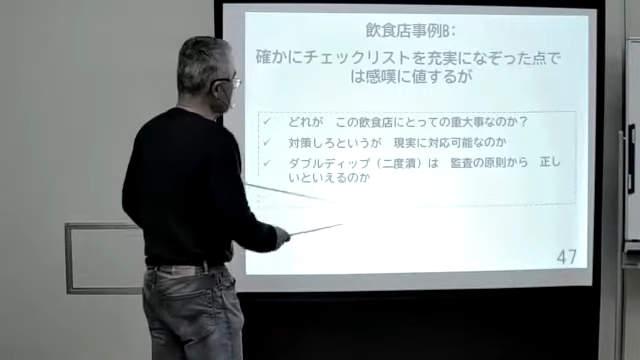 飲食店事例B:
確かにチェックリストを充実になぞった点で
は感嘆に値するが
✓ どれが この飲食店にとっての重大事なのか?
✓ 対策しろというが 現実に対応可能なのか
✓ ダブルディップ(二度漬)は 監査の原則から 正し
いといえるのか
47